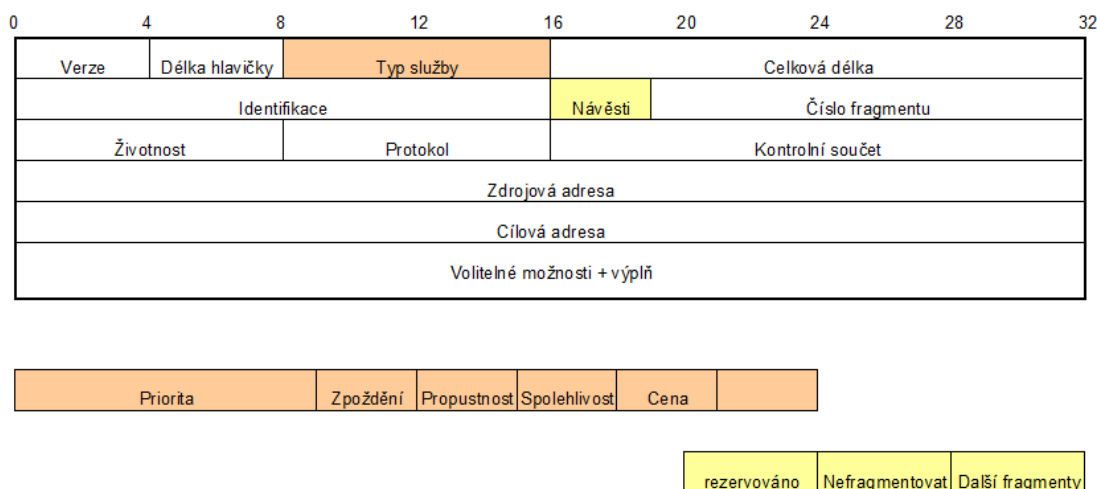 0 4 8 12 16 20 24 28 32
Verze Délka hlavičky Typ služby Celková délka
Identifikace Návěsti Číslo fragmentu
Životnost Protokol Kontrolní součet
Zdrojová adresa
Cílová adresa
Volitelné možnosti + výplň
Priorita Zpoždění Propustnost Spolehlivost Cena
rezervováno Nefragmentovat Další fragmenty